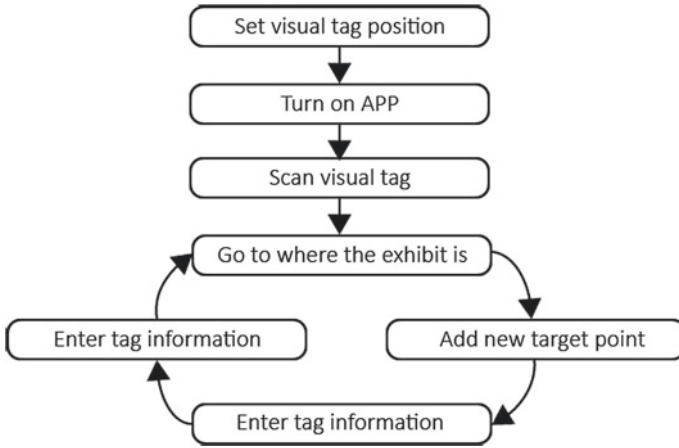 Set visual tag position
Turn on APP
Scan visual tag
Go to where the exhibit is
Enter tag information
Add new target point
Enter tag information